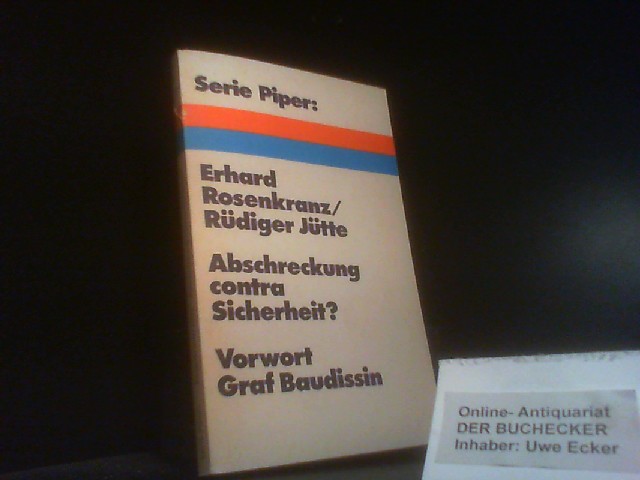 Serie Piper:
Erhard
Rosenkranz/
Rüdiger Jütte
Abschreckung
contra
Sicherheit?
Vorwort
Graf Baudissin
Online- Antiquariat
DER BUCHECKER
Inhaber: Uwe Ecker